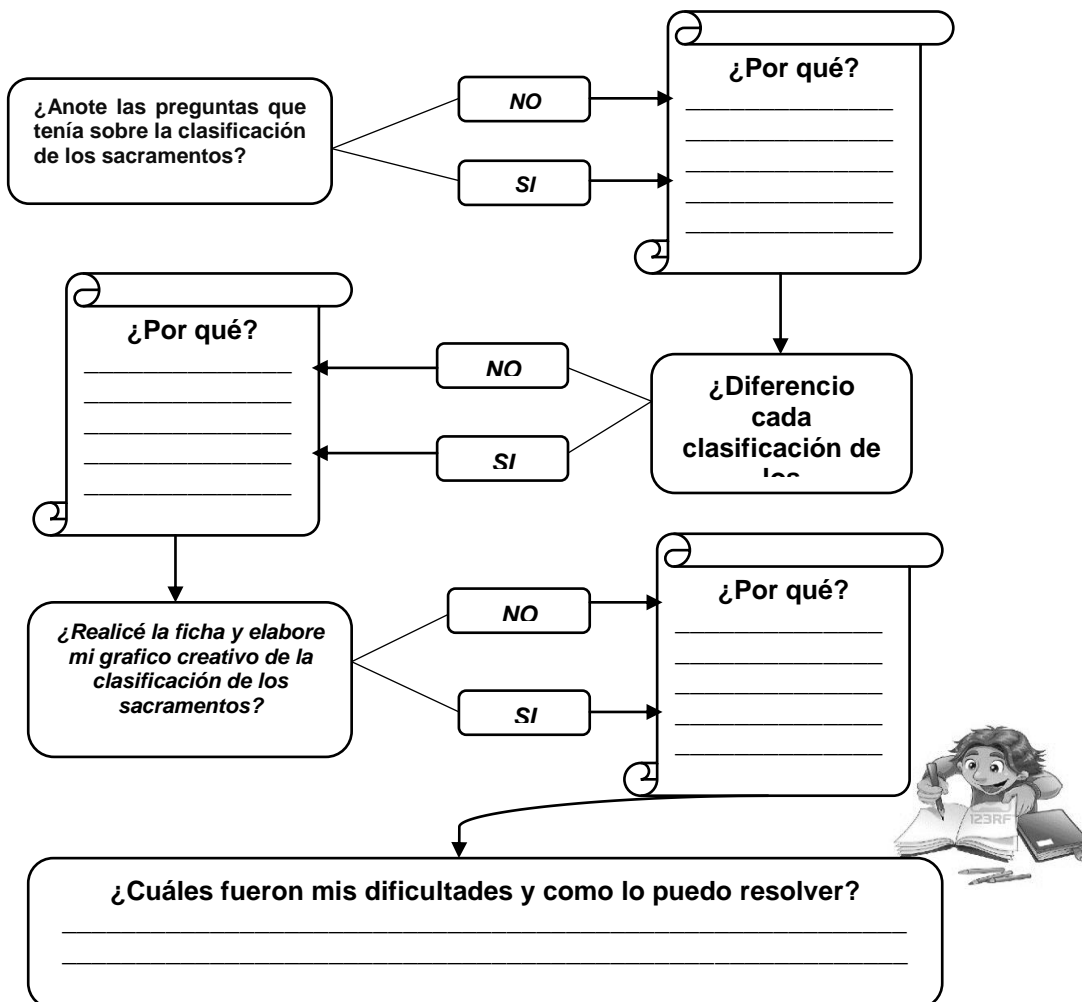 ¿Por qué?
¿Anote las preguntas que
tenía sobre la clasificación
de los sacramentos?
NO
SI
¿Por qué?
NO
SI
¿Diferencio
cada
clasificación de
los
¿Realicé la ficha y elabore
mi grafico creativo de la
clasificación de los
sacramentos?
NO
SI
¿Por qué?
123RF
¿Cuáles fueron mis dificultades y como lo puedo resolver?